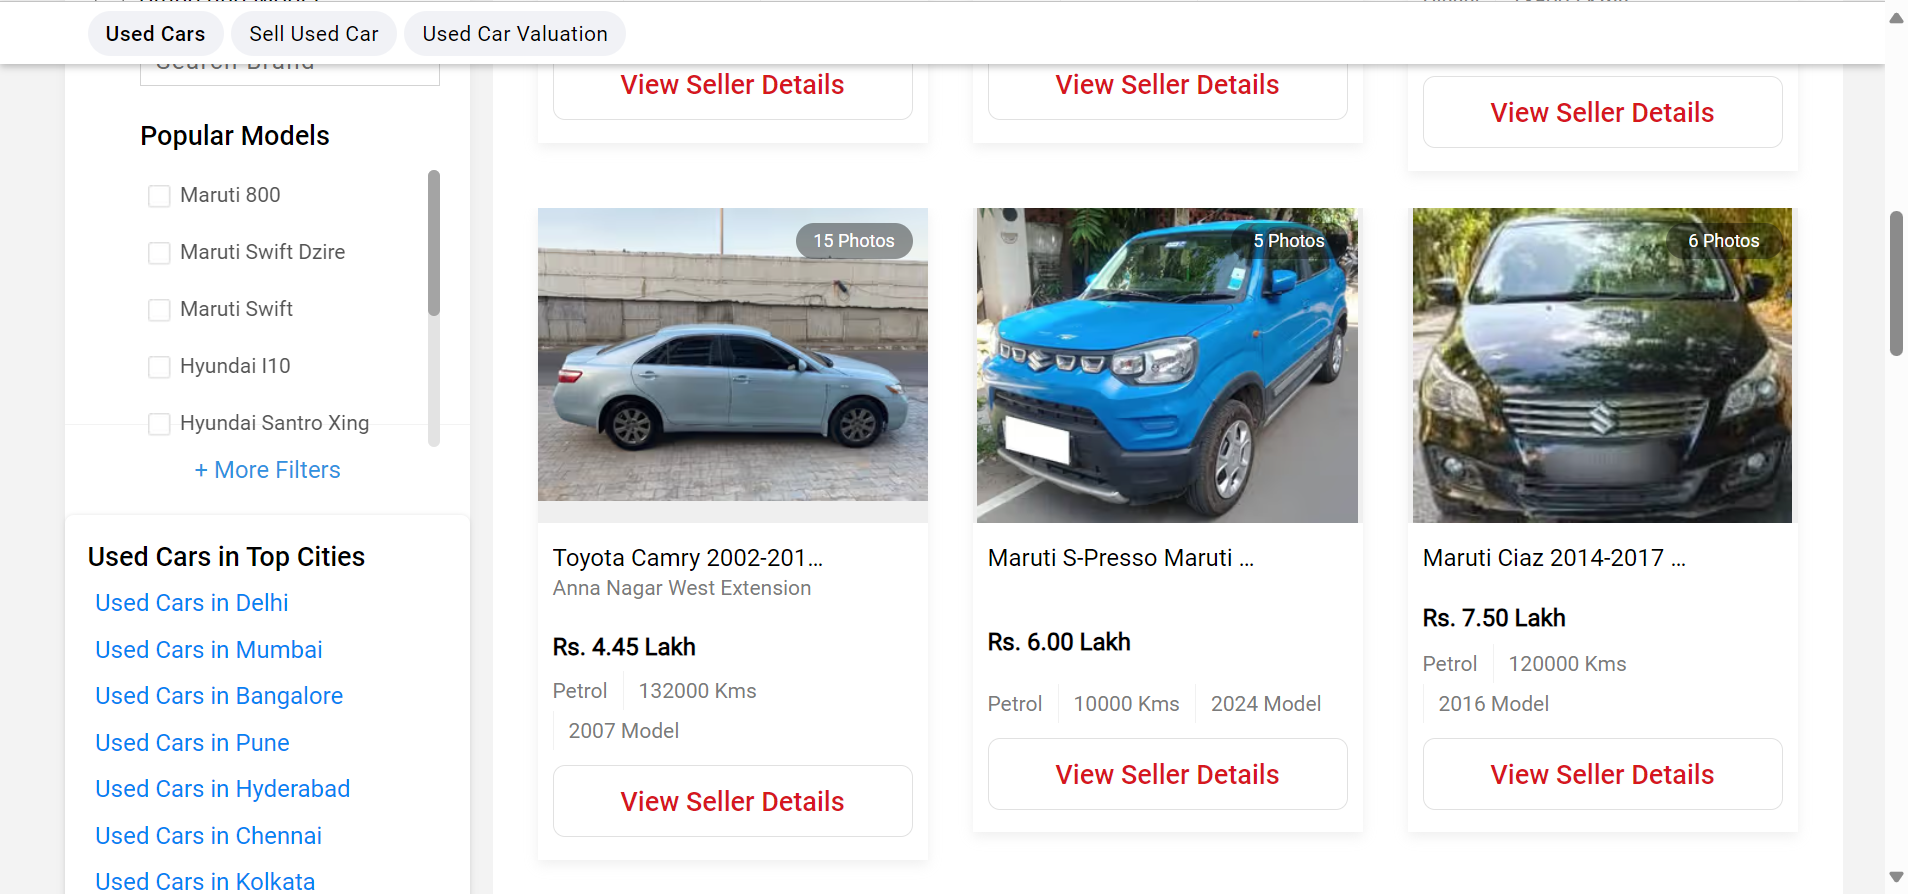 Used Cars
Sell Used Car
Used Car Valuation
Search Brand
Popular Models
Maruti 800
Maruti Swift Dzire
Maruti Swift
Hyundai I10
Hyundai Santro Xing
+ More Filters
Used Cars in Top Cities
Used Cars in Delhi
Used Cars in Mumbai
Used Cars in Bangalore
Used Cars in Pune
Used Cars in Hyderabad
Used Cars in Chennai
Used Cars in Kolkata
View Seller Details
View Seller Details
View Seller Details
15 Photos
Toyota Camry 2002-201...
Anna Nagar West Extension
Rs. 4.45 Lakh
Petrol 132000 Kms
2007 Model
View Seller Details
5 Photos
Maruti S-Presso Maruti ...
Rs. 6.00 Lakh
Petrol 10000 Kms 2024 Model
View Seller Details
6 Photos
Maruti Ciaz 2014-2017 ...
Rs. 7.50 Lakh
Petrol 120000 Kms
2016 Model
View Seller Details